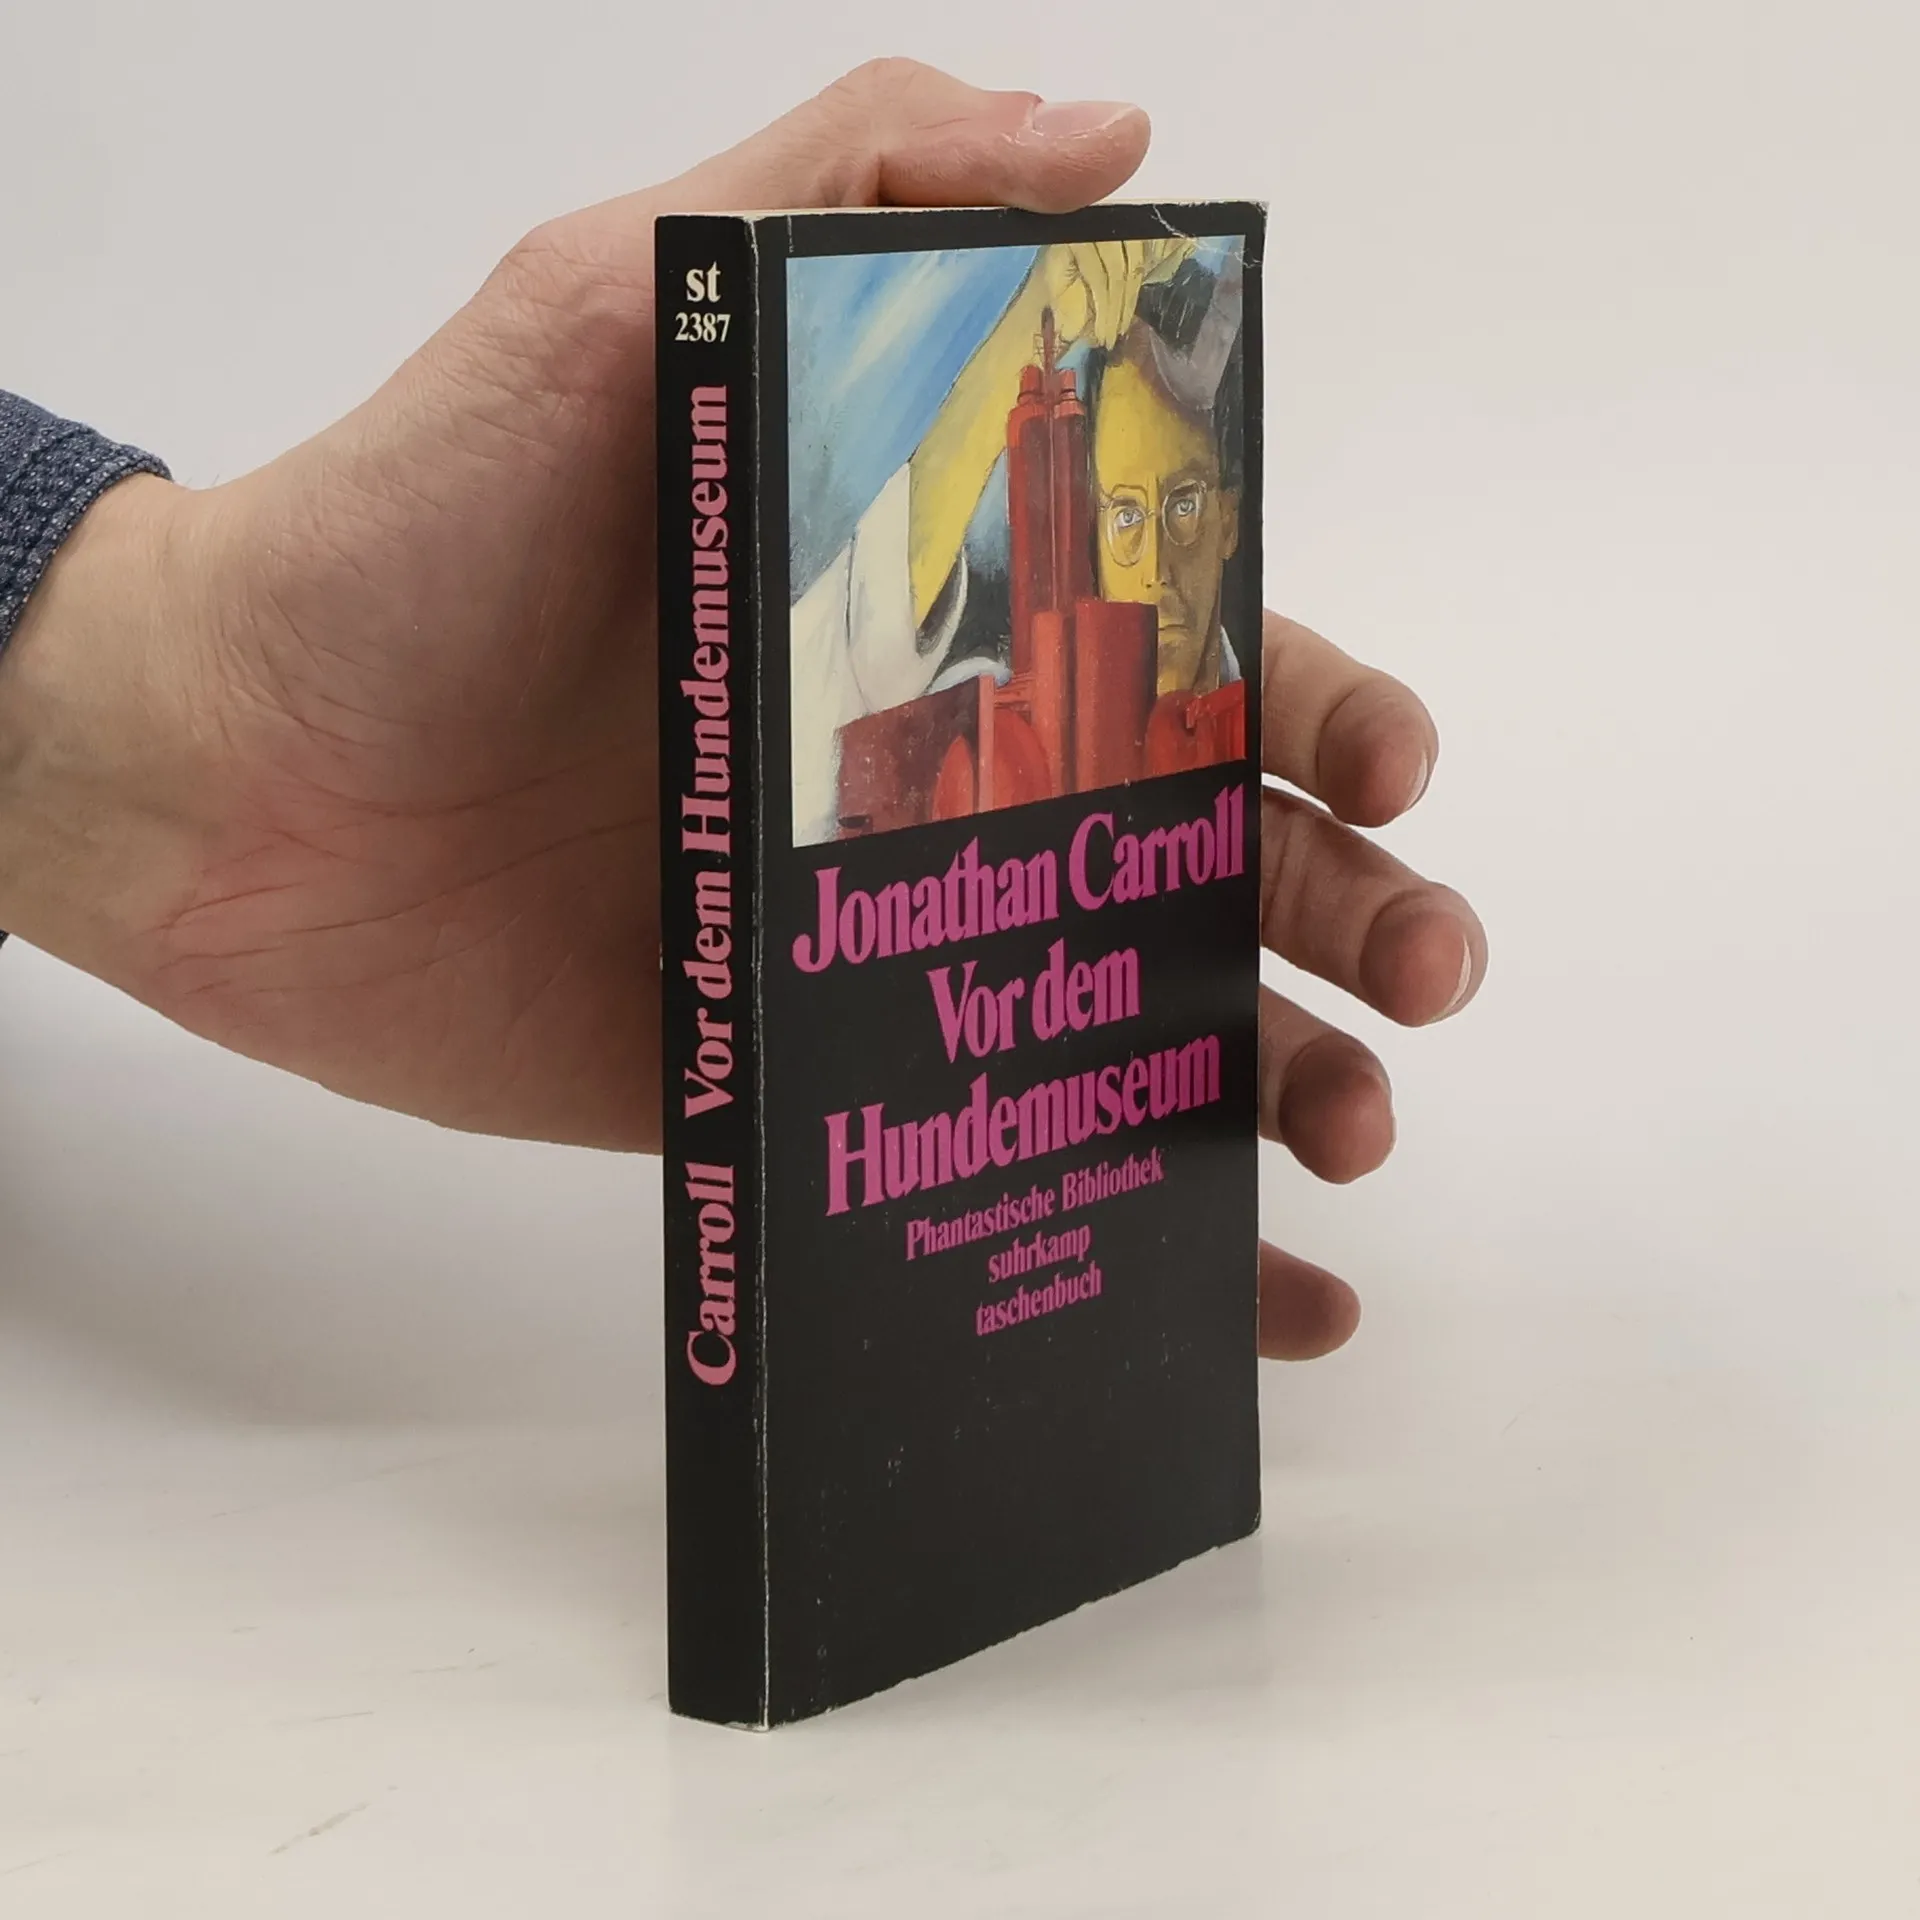 st
2387
Carroll Vor dem Hundemuseum
Jonathan Carroll
Vor dem
Hundemuseum
Phantastische Bibliothek
suhrkamp
taschenbuch